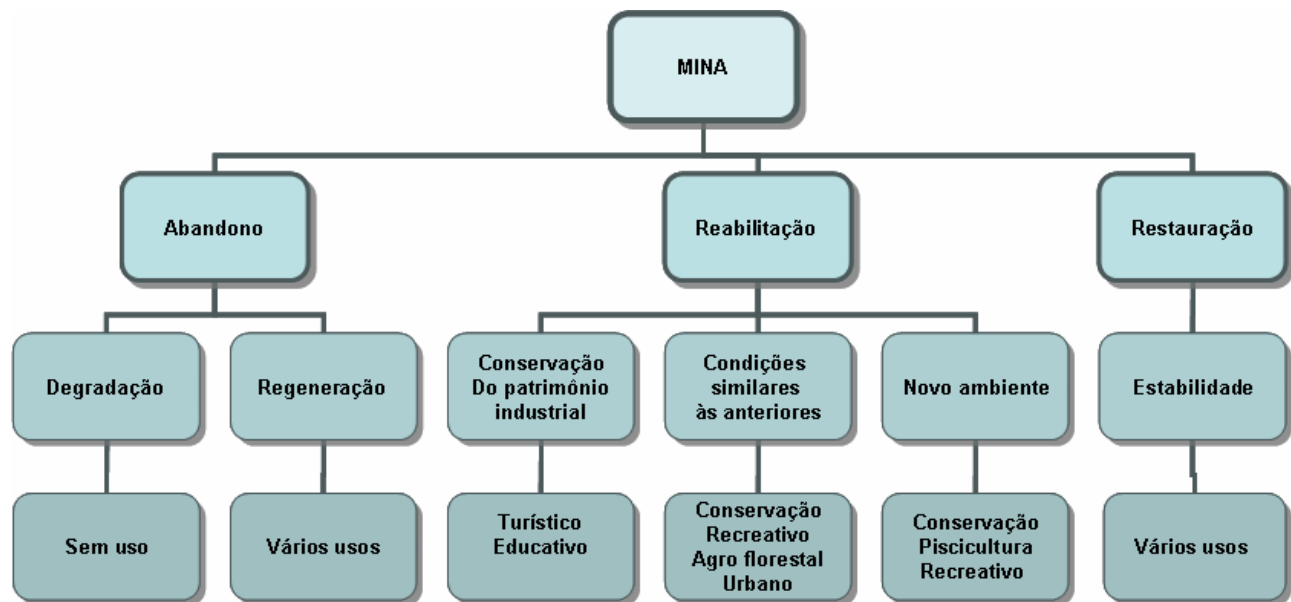 MINA
Abandono
Reabilitação
Restauração
Degradação
Regeneração
Conservação
Do patrimônio
industrial
Condições
similares
às anteriores
Novo ambiente
Estabilidade
Sem uso
Vários usos
Turístico
Educativo
Conservação
Recreativo
Agro florestal
Urbano
Conservação
Piscicultura
Recreativo
Vários usos